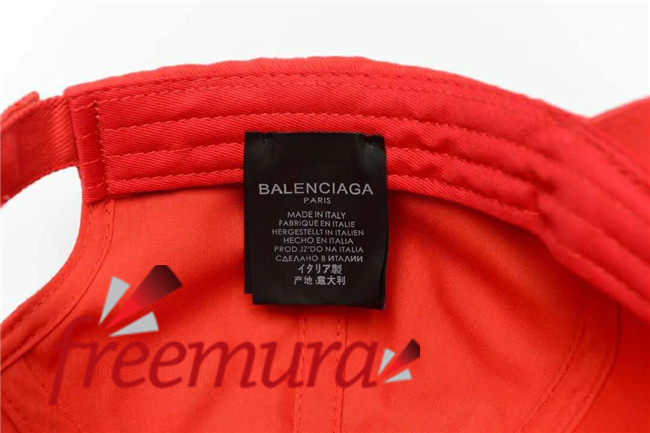 BALENCIAGA
PARIS
MADE IN ITALY
FABRIQUE EN ITALIE
HERGESTELLT IN ITALIEN
HECHO EN ITALIA
PROD JZ'DO NA ITALIA
СДЕЛАНО В ИТАЛИИ
イタリア製
产地:意大利
freemura